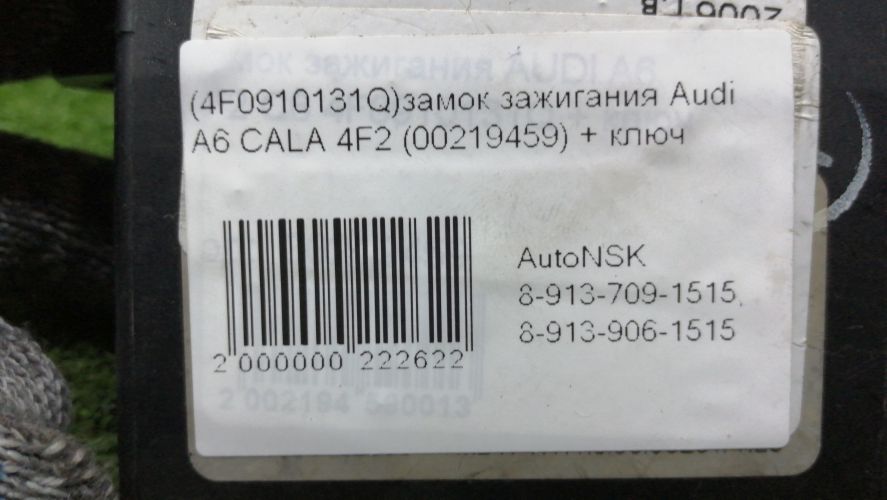 2006 Г.В
(4F0910131Q)замок зажигания Audi
A6 CALA 4F2 (00219459) + ключ
AutoNSK
8-913-709-1515,
8-913-906-1515
2 000000 222622